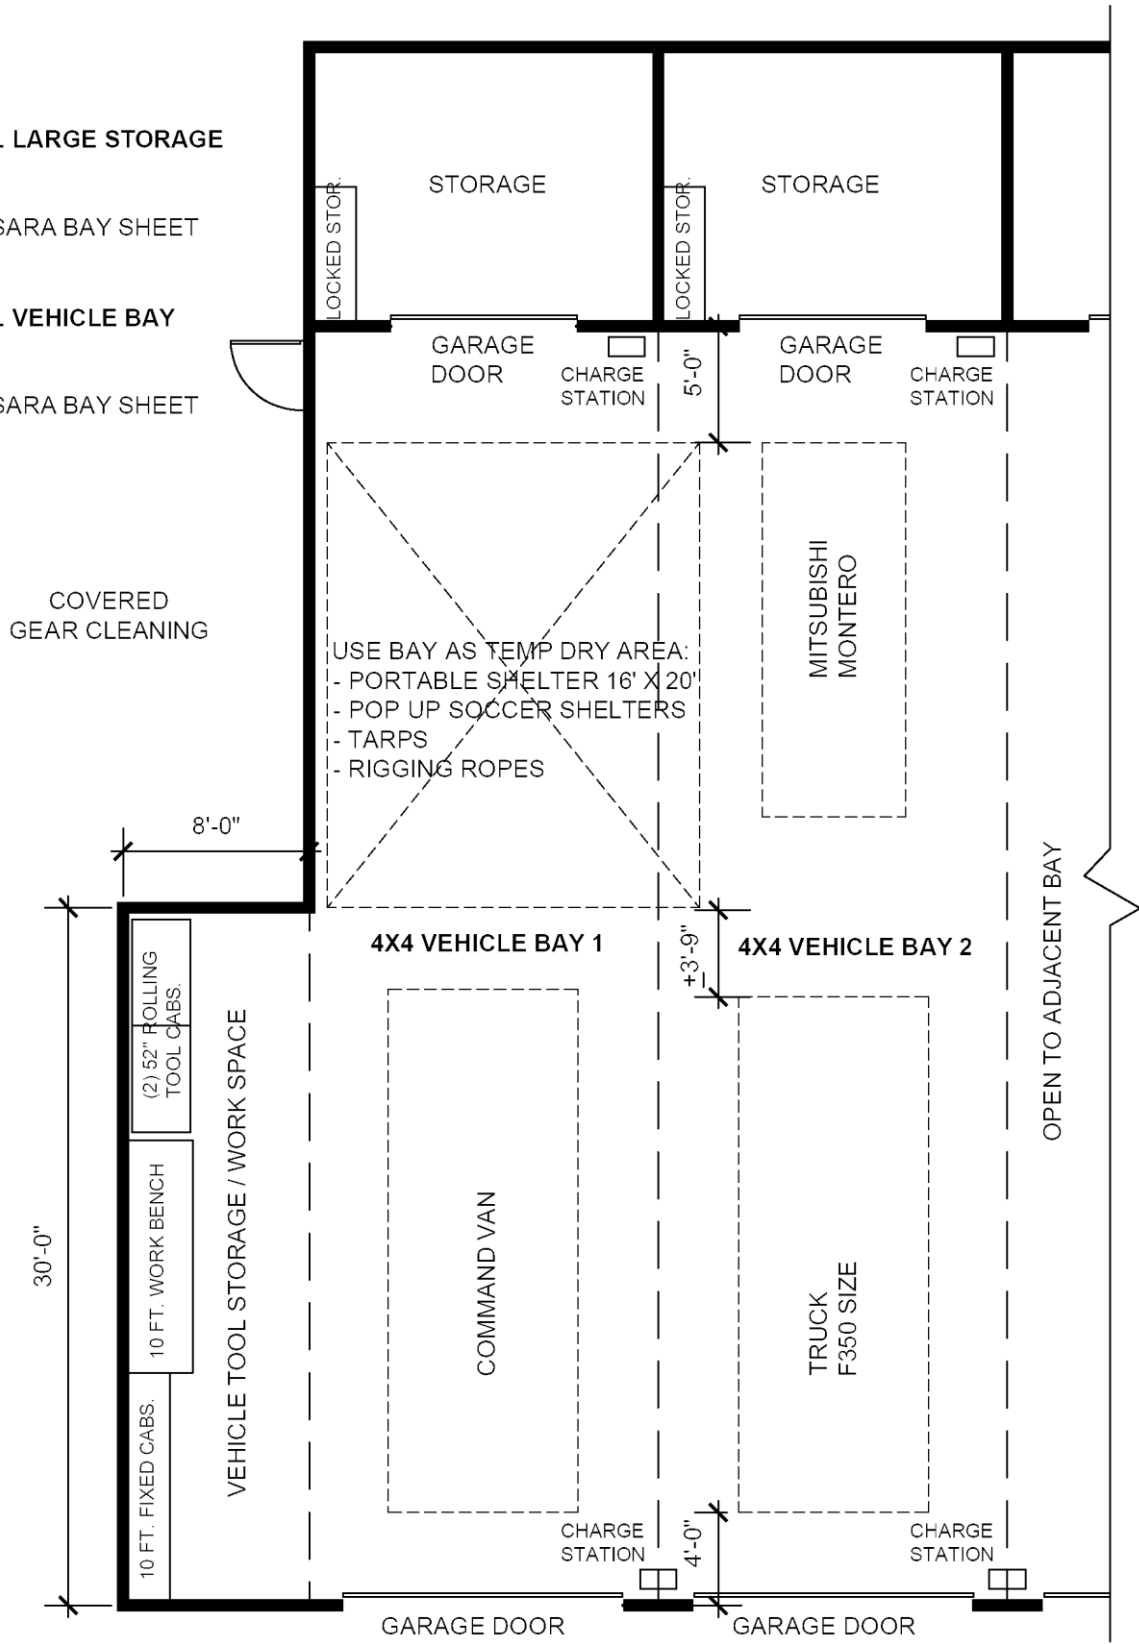 L LARGE STORAGE
SARA BAY SHEET
L VEHICLE BAY
SARA BAY SHEET
COVERED
GEAR CLEANING
STORAGE
LOCKED STOR.
STORAGE
LOCKED STOR.
GARAGE
DOOR
CHARGE
STATION
5'-0"
GARAGE
DOOR
CHARGE
STATION
USE BAY AS TEMP DRY AREA:
- PORTABLE SHELTER 16' X 20'
- POP UP SOCCER SHELTERS
- TARPS
- RIGGING ROPES
MITSUBISHI
MONTERO
8'-0"
4X4 VEHICLE BAY 1
+3'-9"
4X4 VEHICLE BAY 2
OPEN TO ADJACENT BAY
(2) 52" ROLLING
TOOL CABS.
10 FT. WORK BENCH
10 FT. FIXED CABS.
30'-0"
VEHICLE TOOL STORAGE / WORK SPACE
COMMAND VAN
TRUCK
F350 SIZE
CHARGE
STATION
4'-0"
CHARGE
STATION
GARAGE DOOR
GARAGE DOOR